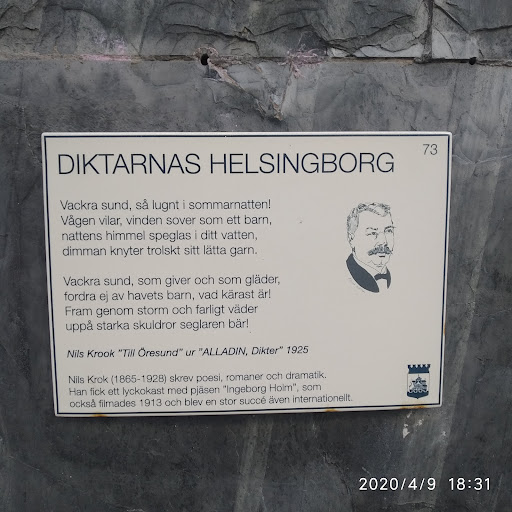 DIKTARNAS HELSINGBORG
73
Vackra sund, så lugnt i sommarnatten!
Vågen vilar, vinden sover som ett barn,
nattens himmel speglas i ditt vatten,
dimman knyter trolskt sitt lätta garn.
Vackra sund, som giver och som gläder,
fordra ej av havets barn, vad kärast är!
Fram genom storm och farligt väder
uppå starka skuldror seglaren bär!
Nils Krook "Till Öresund" ur "ALLADIN, Dikter" 1925
Nils Krok (1865-1928) skrev poesi, romaner och dramatik.
Han fick ett lyckokast med pjäsen "Ingeborg Holm", som
också filmades 1913 och blev en stor succé även internationellt.
2020/4/9 18:31